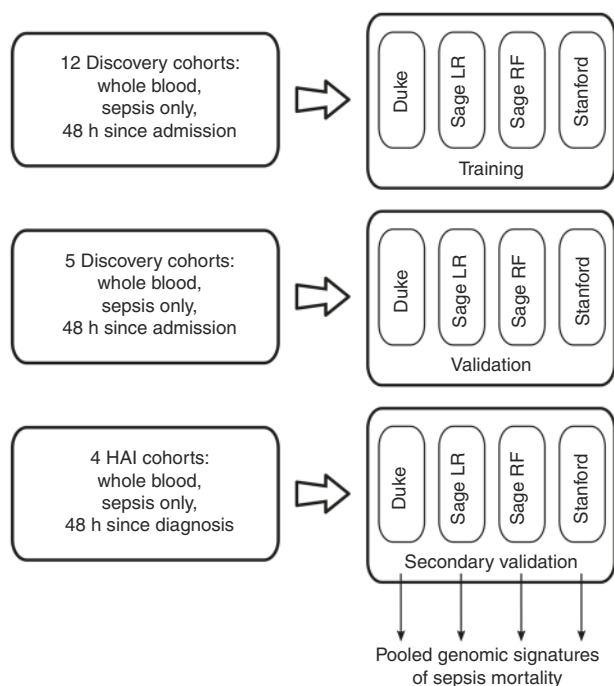 12 Discovery cohorts:
whole blood,
sepsis only,
48 h since admission
Duke
Sage LR
Sage RF
Stanford
Training
5 Discovery cohorts:
whole blood,
sepsis only,
48 h since admission
Duke
Sage LR
Sage RF
Stanford
Validation
4 HAI cohorts:
whole blood,
sepsis only,
48 h since diagnosis
Duke
Sage LR
Sage RF
Stanford
Secondary validation
Pooled genomic signatures
of sepsis mortality